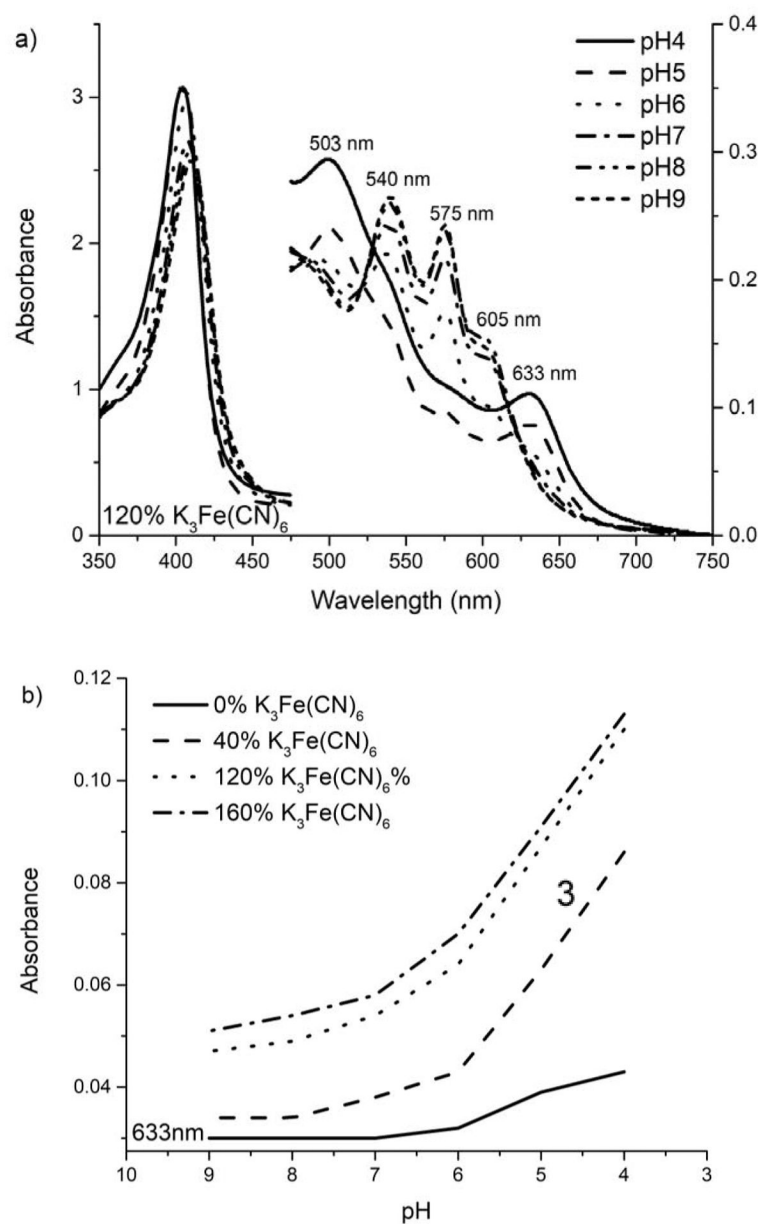 a)
pH4
pH5
pH6
pH7
pH8
pH9
503 nm
540 nm
575 nm
605 nm
633 nm
120% K₃Fe(CN)₆
Absorbance
3
2
1
0
0.4
0.3
0.2
0.1
0.0
350 400 450 500 550 600 650 700 750
Wavelength (nm)
b)
0% K₃Fe(CN)₆
40% K₃Fe(CN)₆
120% K₃Fe(CN)₆%
160% K₃Fe(CN)₆
3
633nm
Absorbance
0.12
0.10
0.08
0.06
0.04
10 9 8 7 6 5 4 3
pH